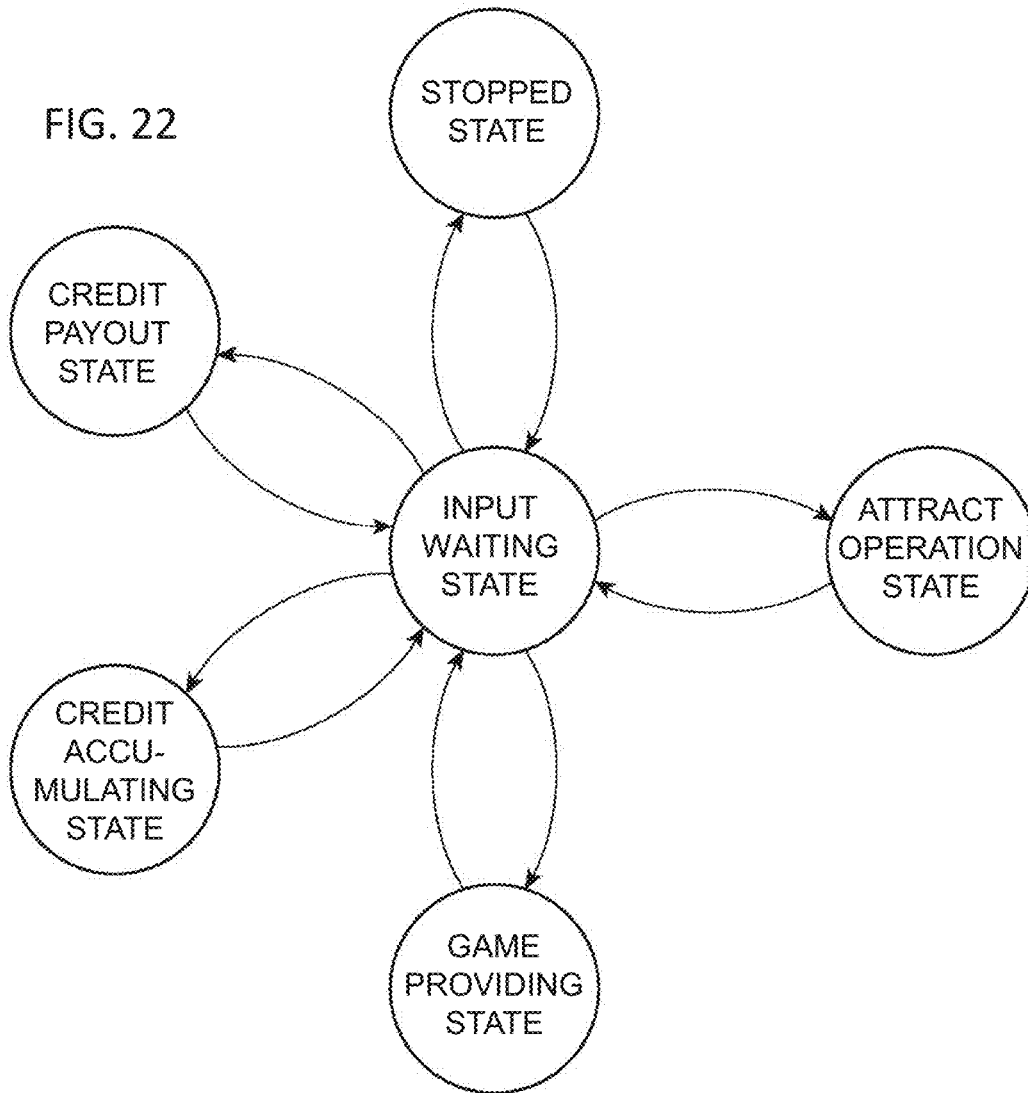 FIG. 22
STOPPED
STATE
CREDIT
PAYOUT
STATE
INPUT
WAITING
STATE
ATTRACT
OPERATION
STATE
CREDIT
ACCU-
MULATING
STATE
GAME
PROVIDING
STATE